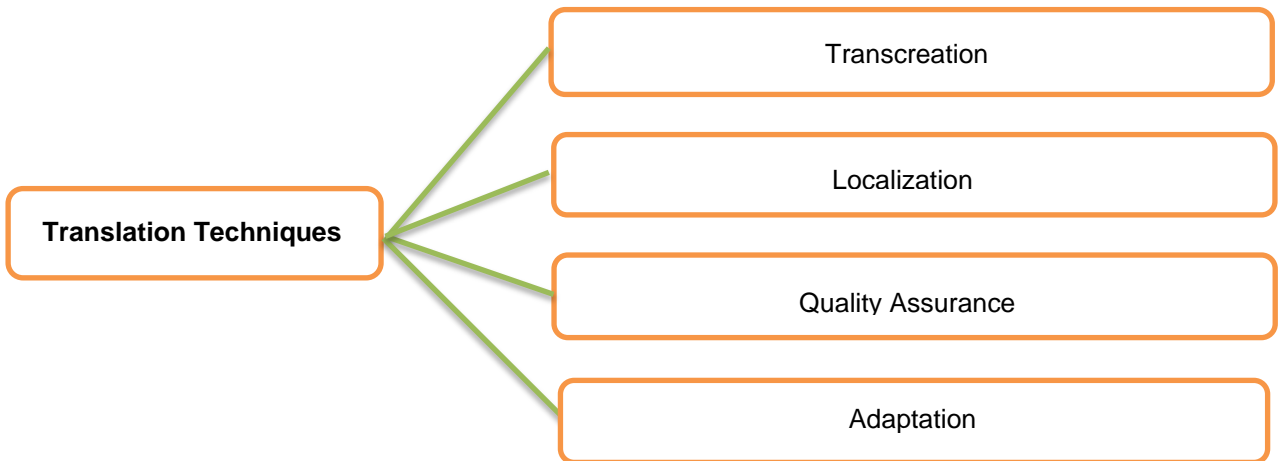 Transcreation
Localization
Translation Techniques
Quality Assurance
Adaptation